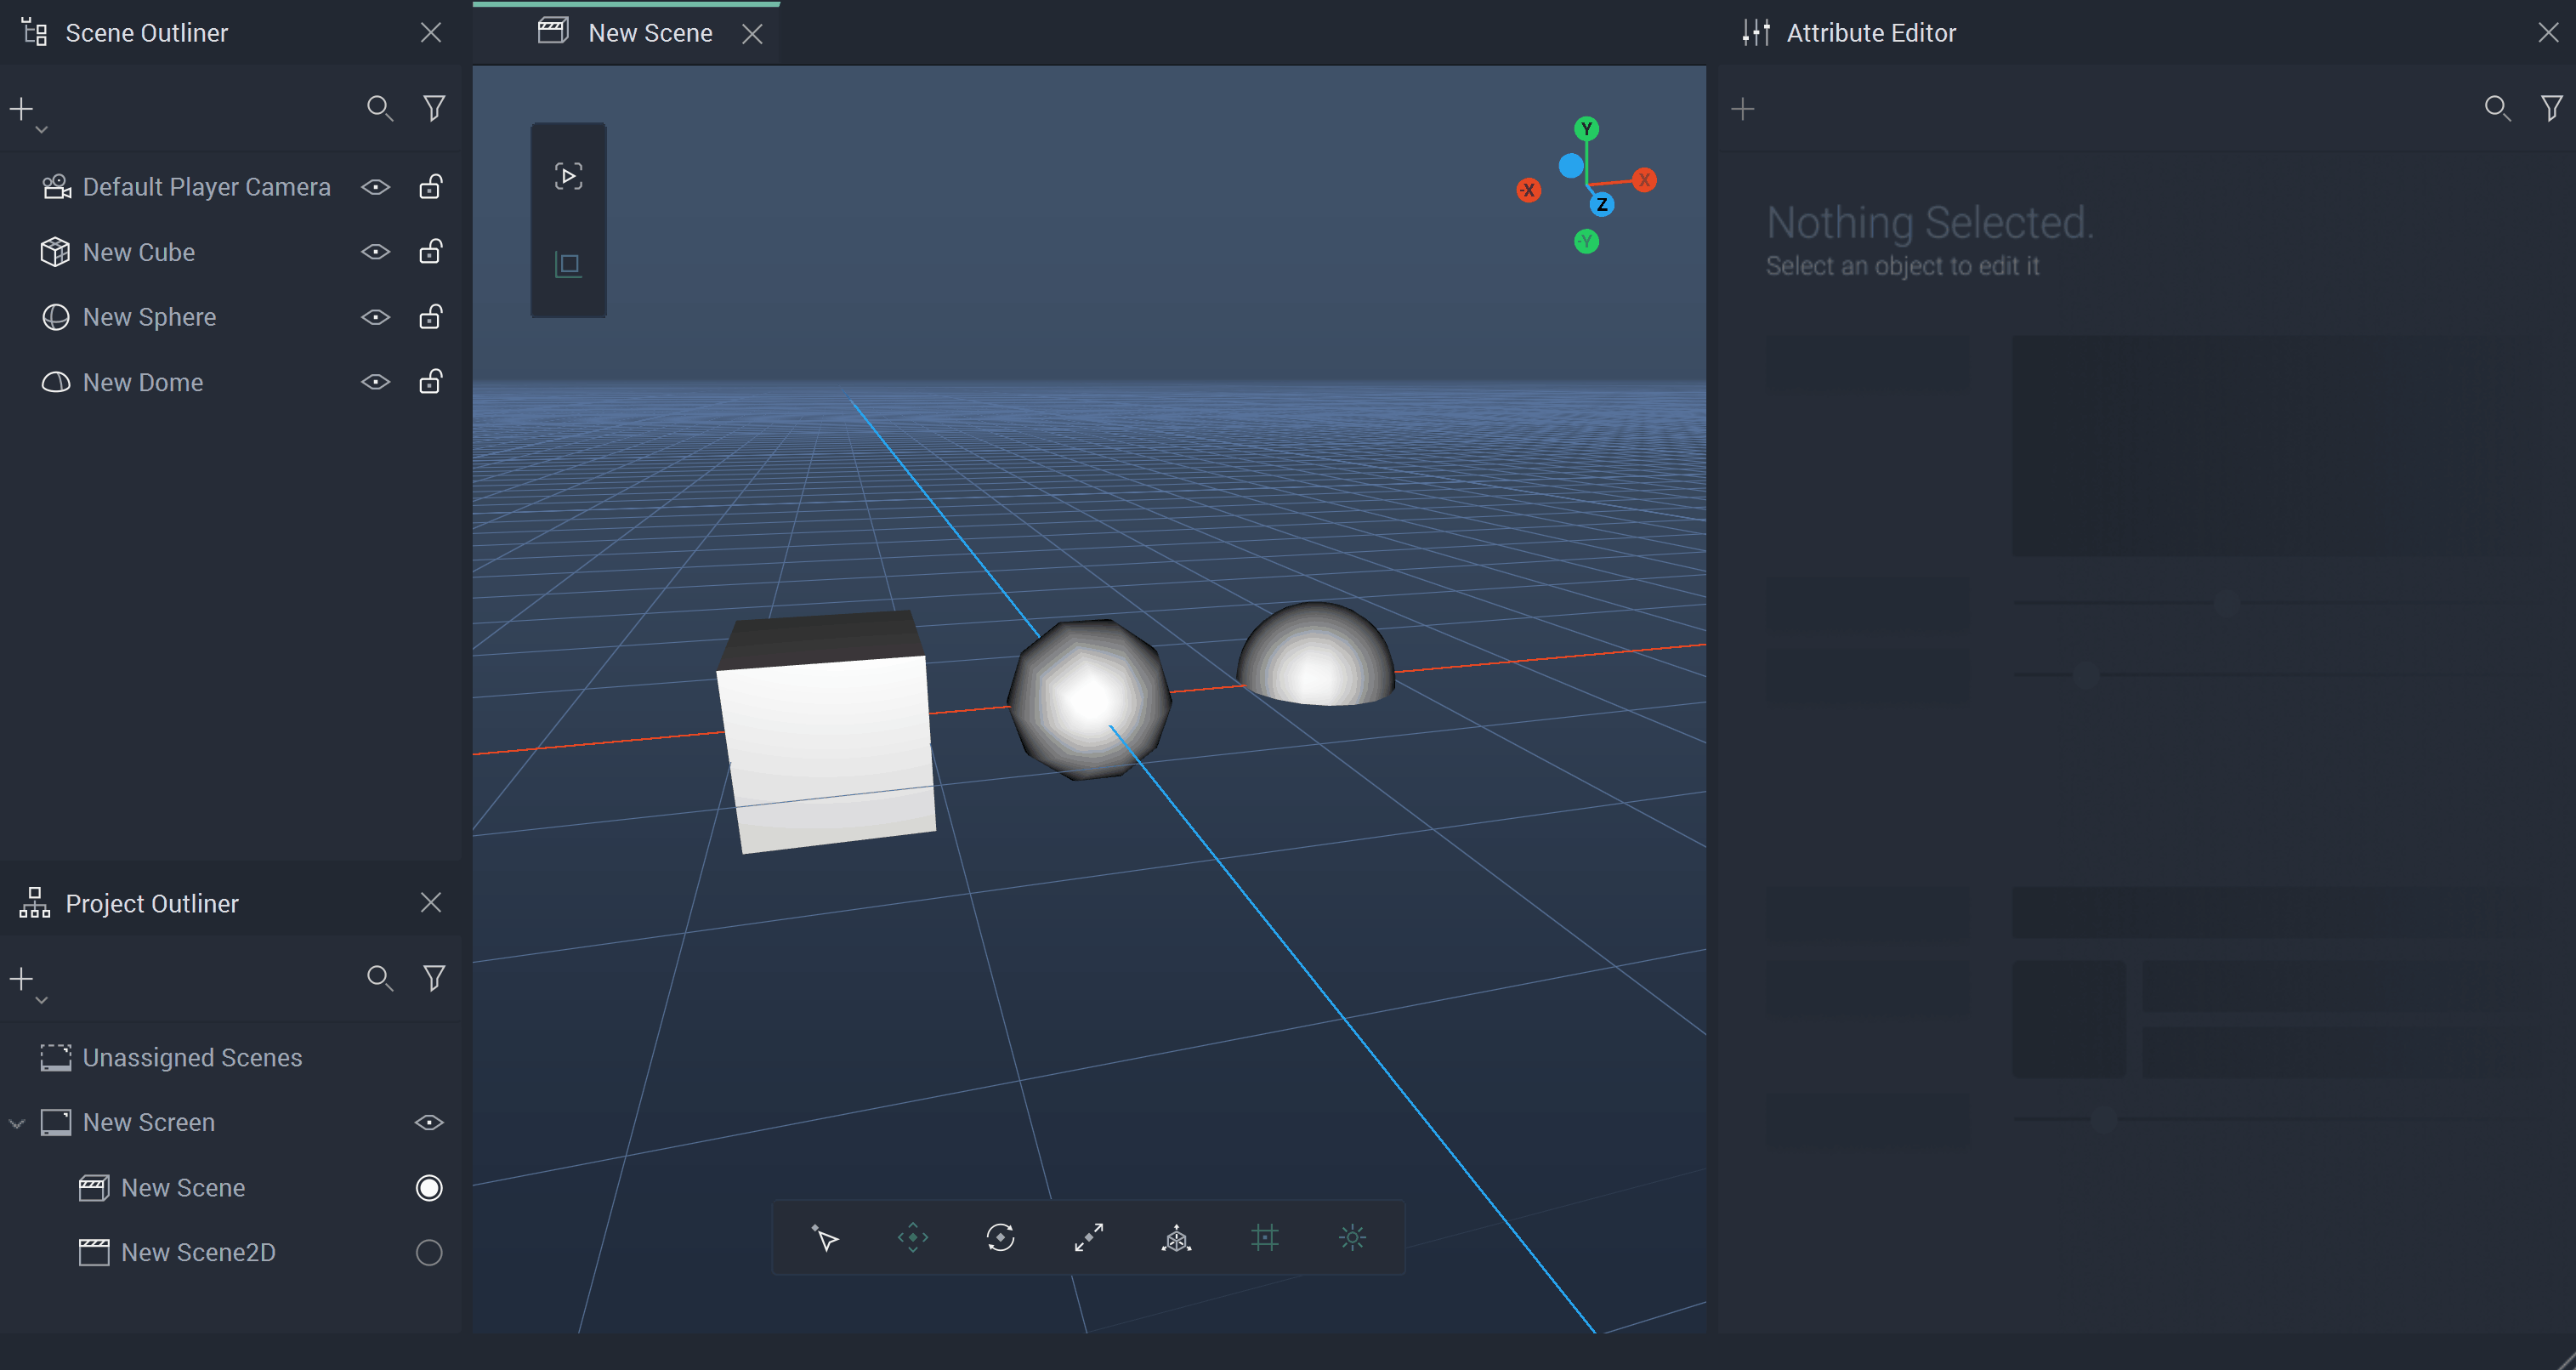 Scene Outliner
Default Player Camera
New Cube
New Sphere
New Dome
Project Outliner
Unassigned Scenes
New Screen
New Scene
New Scene2D
New Scene
Y
X
-X
Z
-Y
Attribute Editor
Nothing Selected.
Select an object to edit it